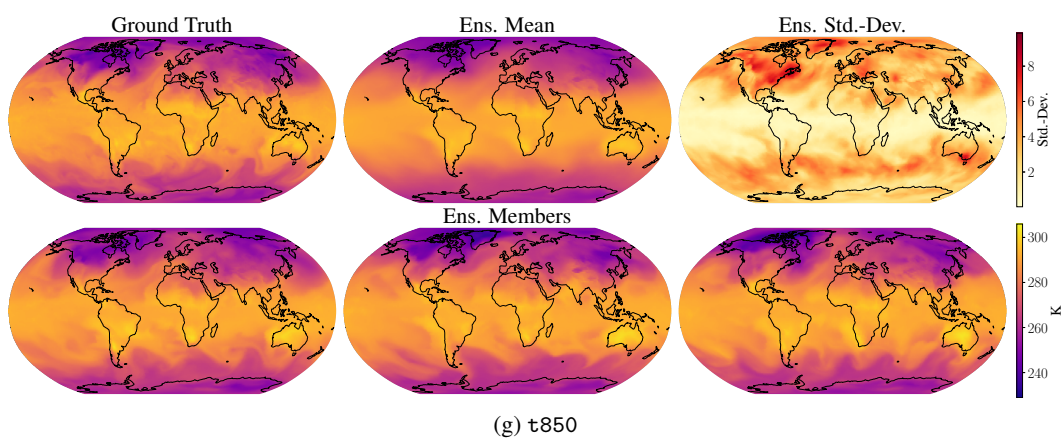 Ground Truth
Ens. Mean
Ens. Std.-Dev.
8
6
4
2
Std.-Dev.
Ens. Members
300
280
260
240
K
(g) t850